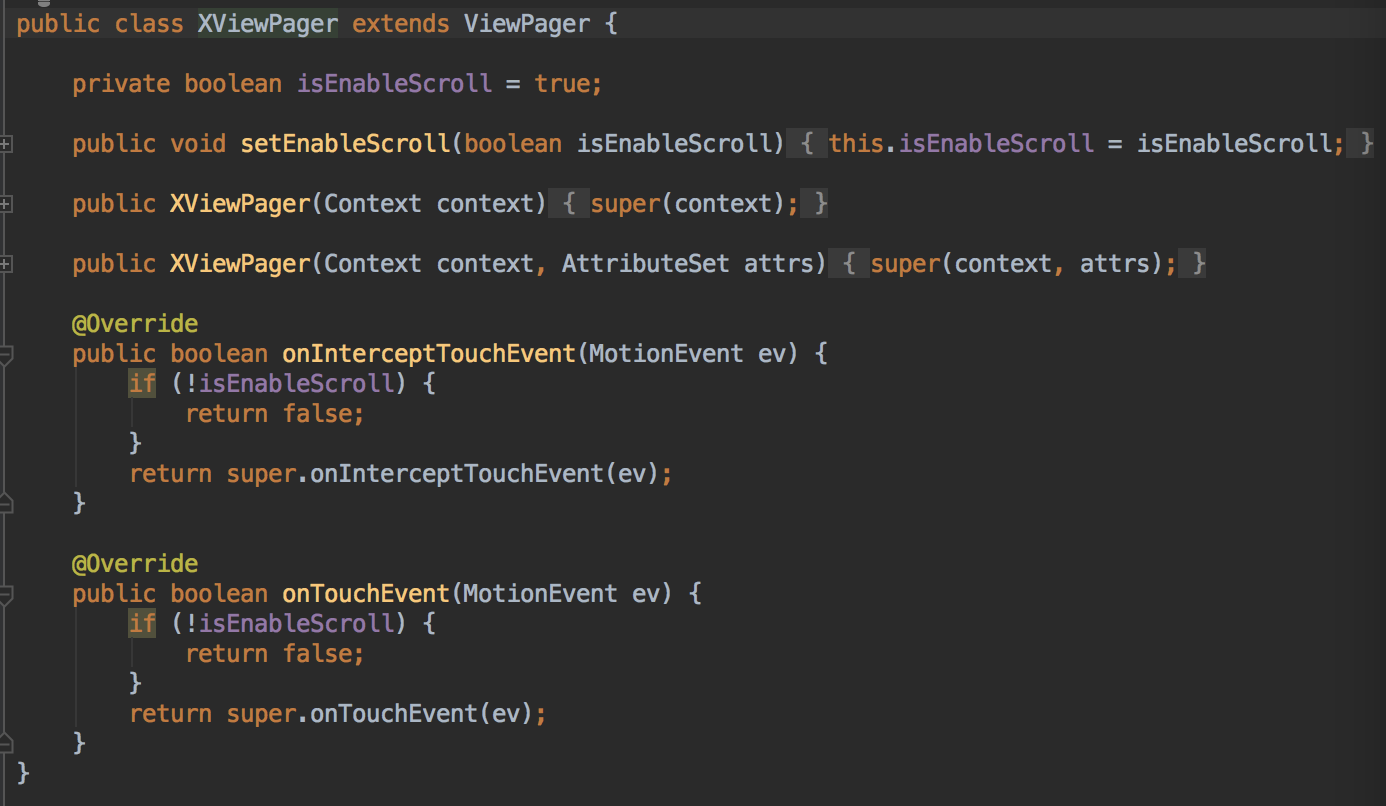 public class XViewPager extends ViewPager {
private boolean isEnableScroll = true;
public void setEnableScroll(boolean isEnableScroll) { this.isEnableScroll = isEnableScroll; }
public XViewPager(Context context) { super(context); }
public XViewPager(Context context, AttributeSet attrs) { super(context, attrs); }
@Override
public boolean onInterceptTouchEvent(MotionEvent ev) {
if (!isEnableScroll) {
return false;
}
return super.onInterceptTouchEvent(ev);
}
@Override
public boolean onTouchEvent(MotionEvent ev) {
if (!isEnableScroll) {
return false;
}
return super.onTouchEvent(ev);
}
}